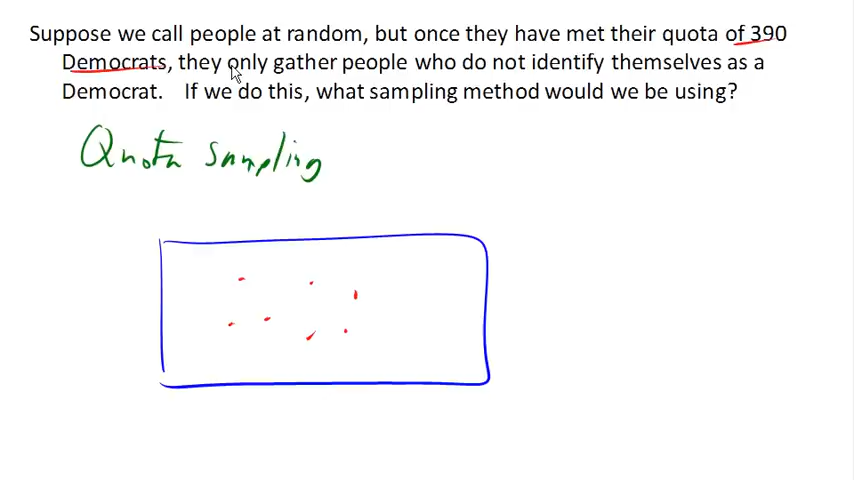 Suppose we call people at random, but once they have met their quota of 390
Democrats, they only gather people who do not identify themselves as a
Democrat. If we do this, what sampling method would we be using?
Quota sampling